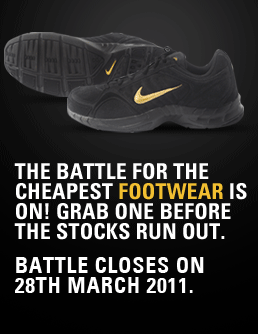 THE BATTLE FOR THE
CHEAPEST FOOTWEAR IS
ON! GRAB ONE BEFORE
THE STOCKS RUN OUT.
BATTLE CLOSES ON
28TH MARCH 2011.